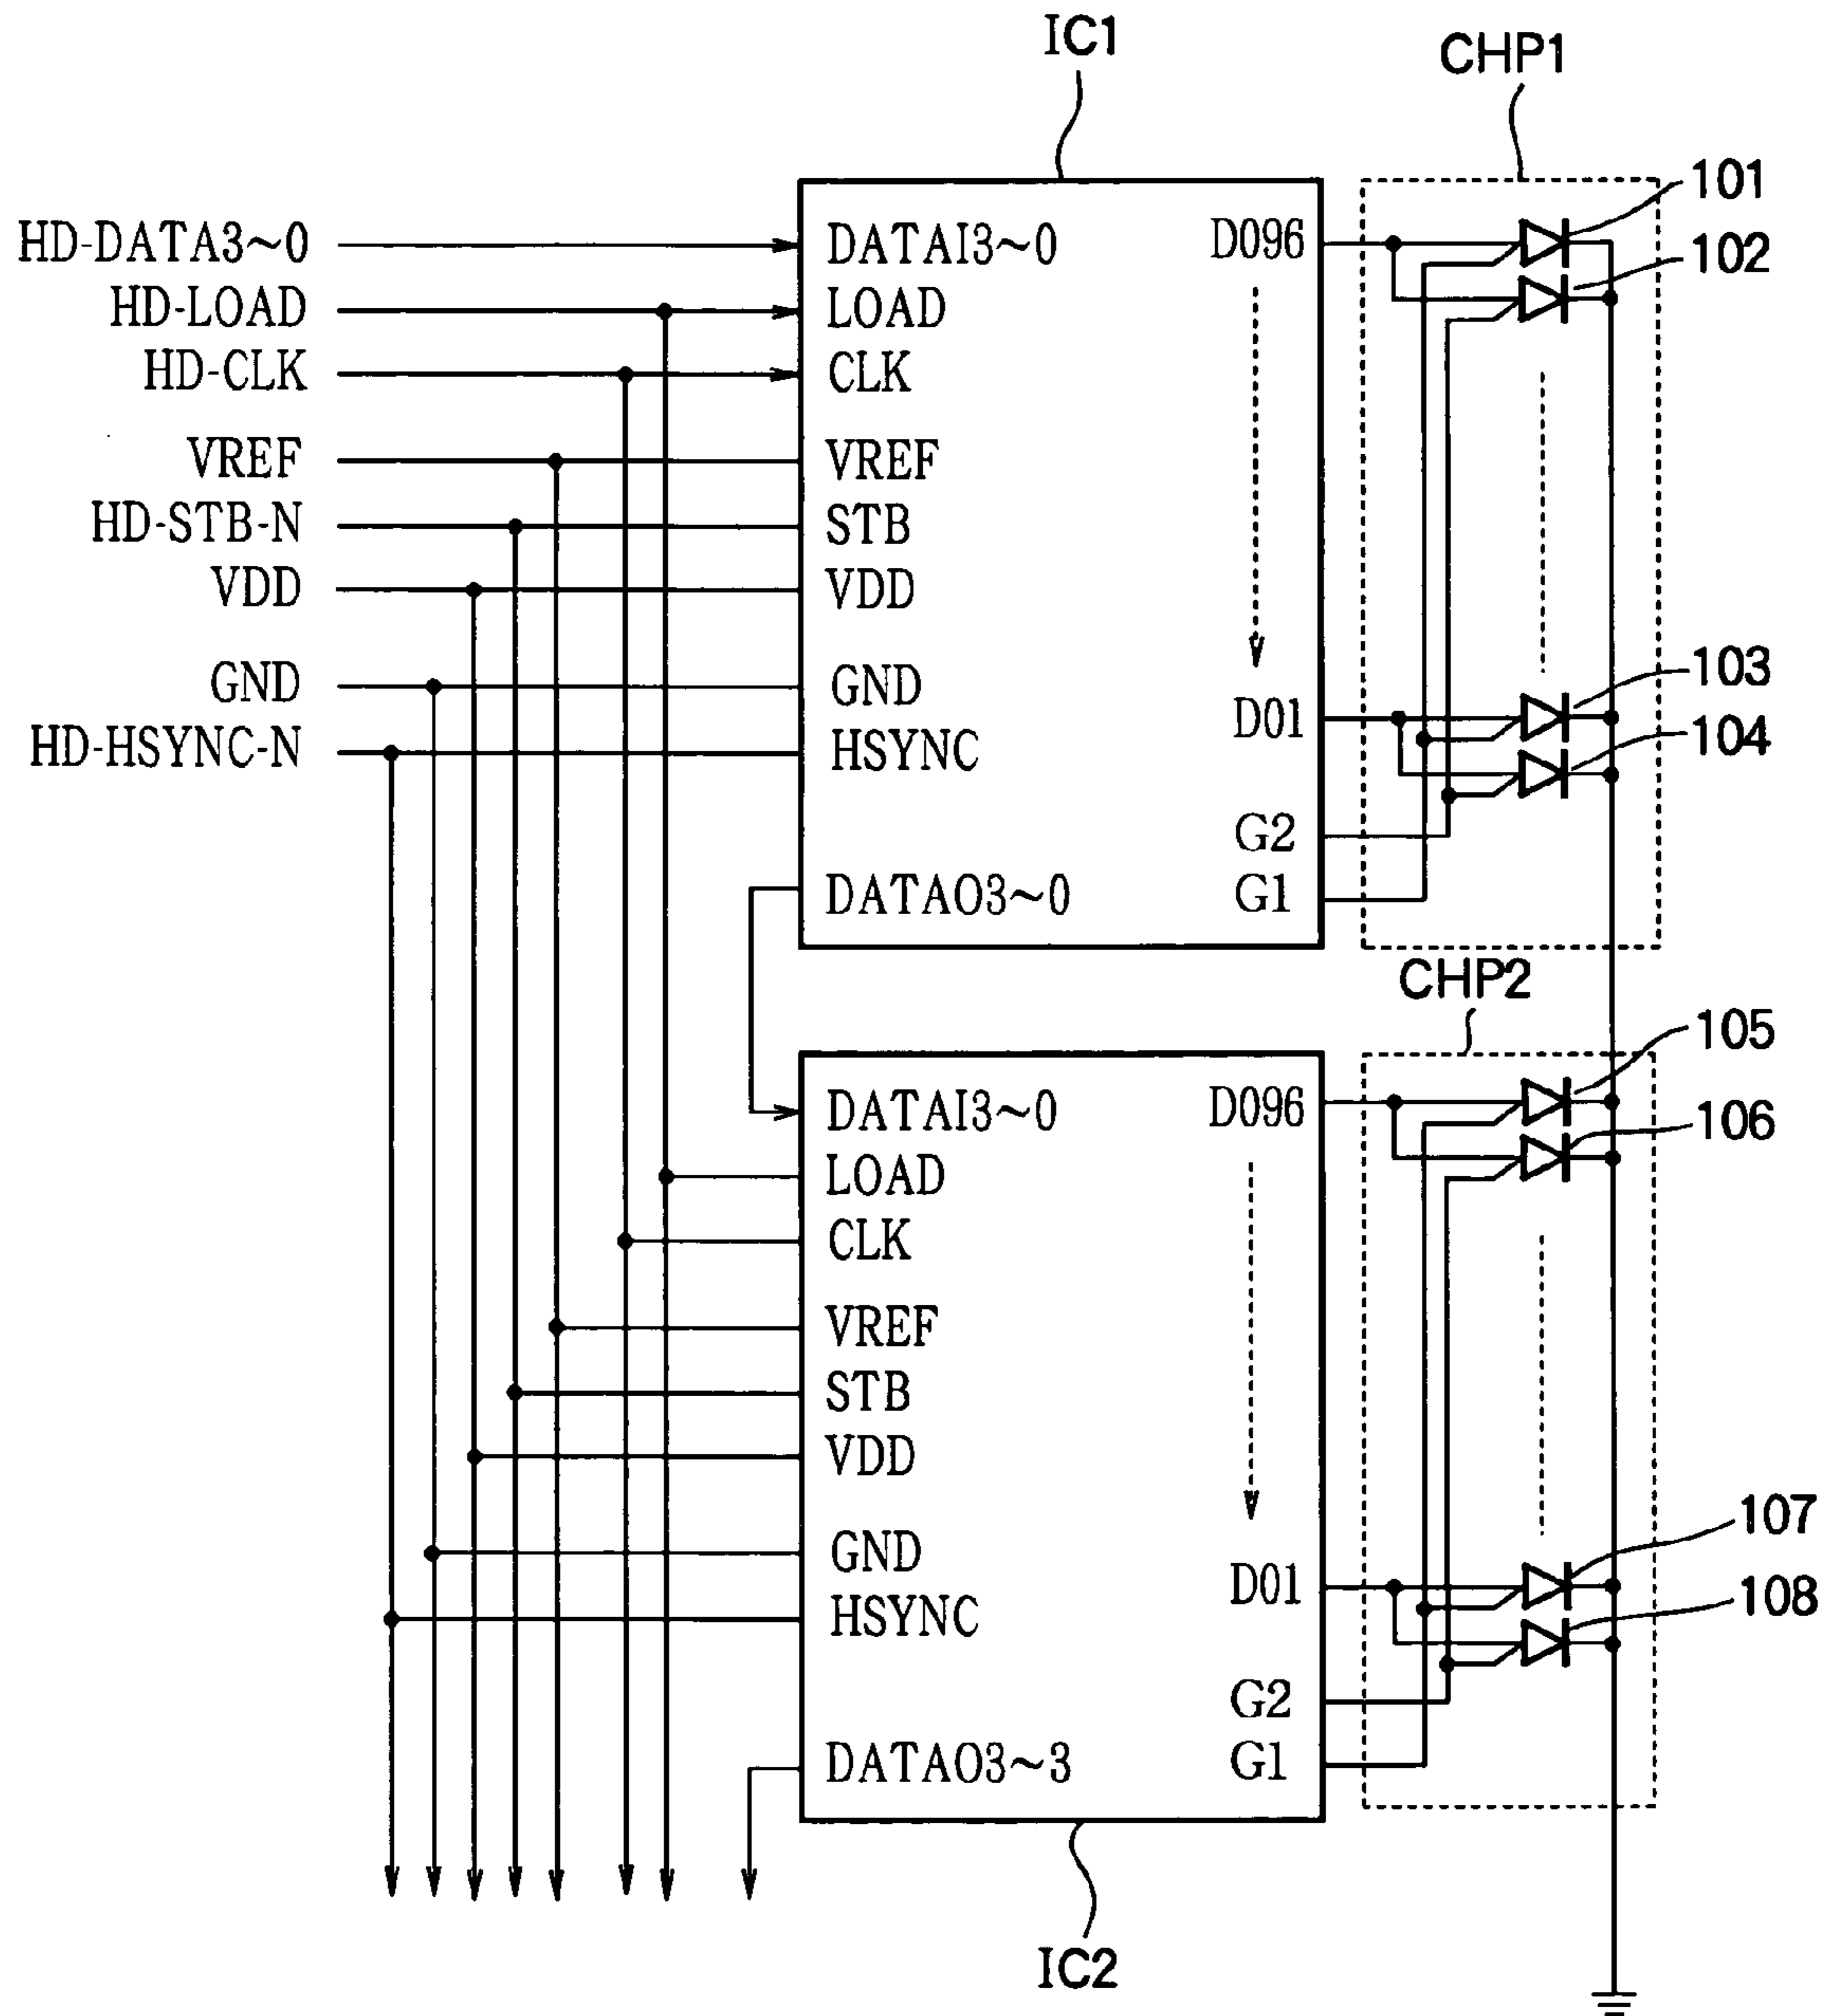 IC1
CHP1
101
102
HD-DATA3~0
HD-LOAD
HD-CLK
VREF
HD-STB-N
VDD
GND
HD-HSYNC-N
DATAI3~0
LOAD
CLK
VREF
STB
VDD
GND
HSYNC
DATAO3~0
D096
D01
G2
G1
103
104
CHP2
105
106
DATAI3~0
LOAD
CLK
VREF
STB
VDD
GND
HSYNC
DATAO3~3
D096
D01
G2
G1
107
108
IC2